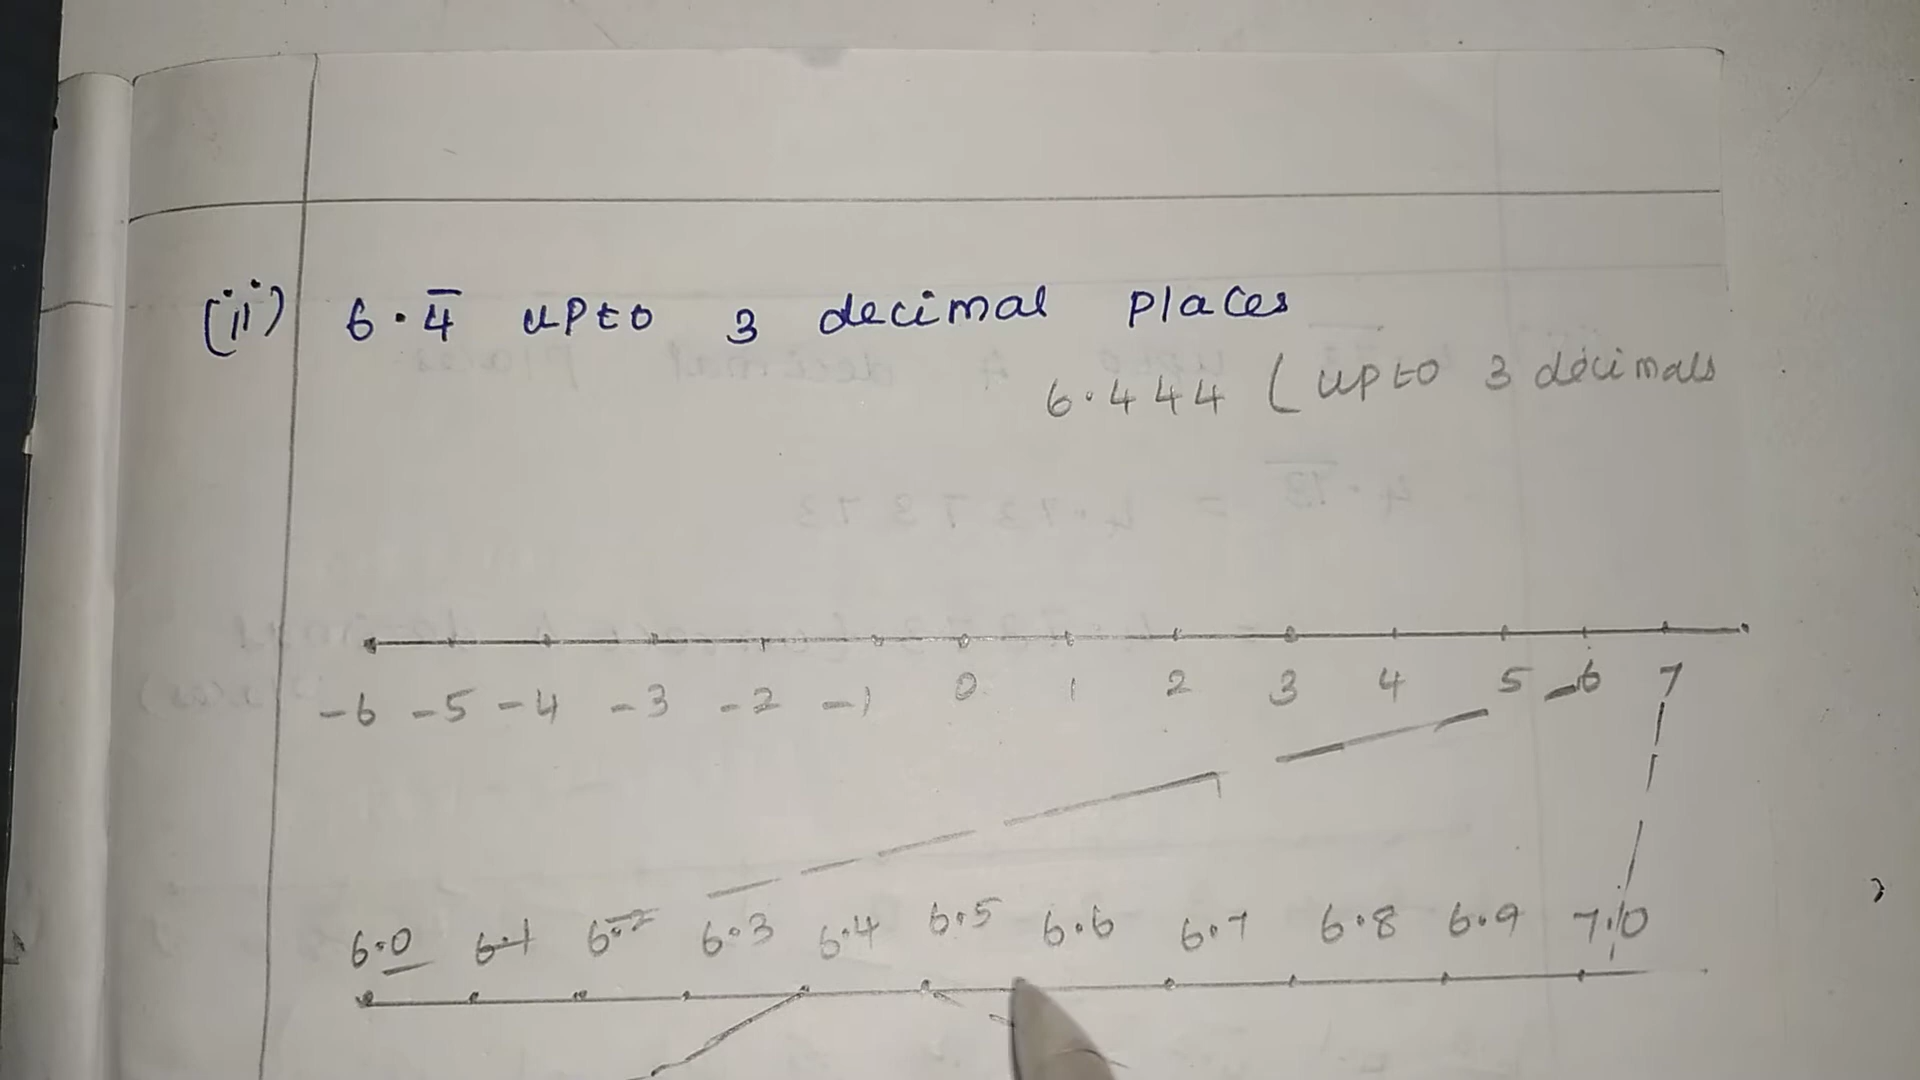 (ii) 6.4̅ upto 3 decimal places
6.444 ( upto 3 decimals
-6 -5 -4 -3 -2 -1 0 1 2 3 4 5 6 7
6.0 6.1 6.2 6.3 6.4 6.5 6.6 6.7 6.8 6.9 7.0